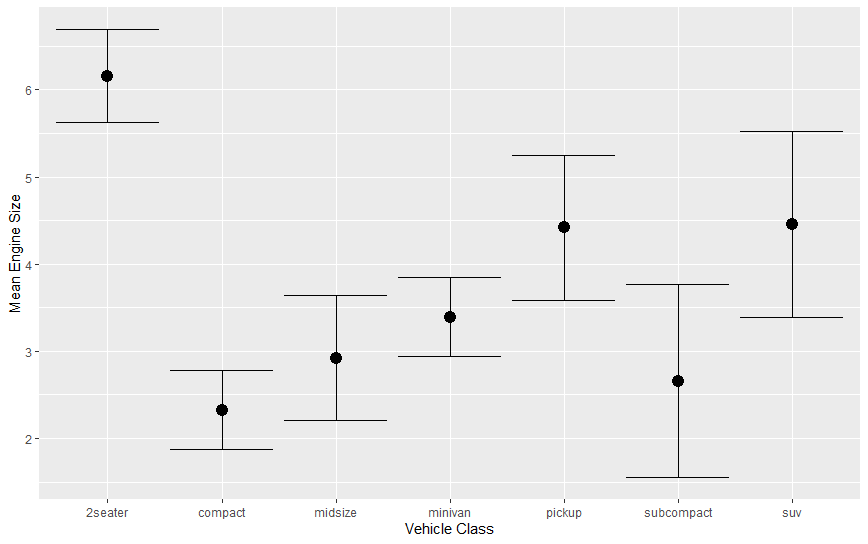 Mean Engine Size
6
5
4
3
2
2seater compact midsize minivan pickup subcompact suv
Vehicle Class